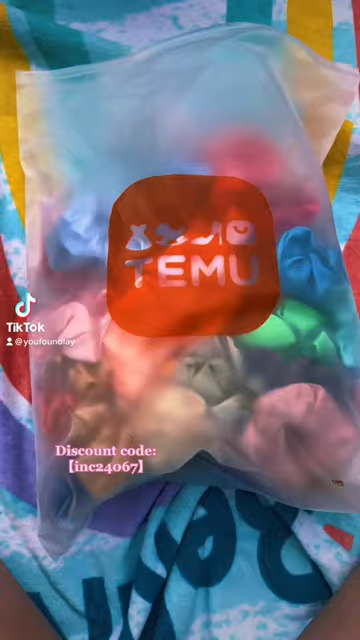 TEMU
TikTok
@youfoundlay
Discount code:
【inc24067】